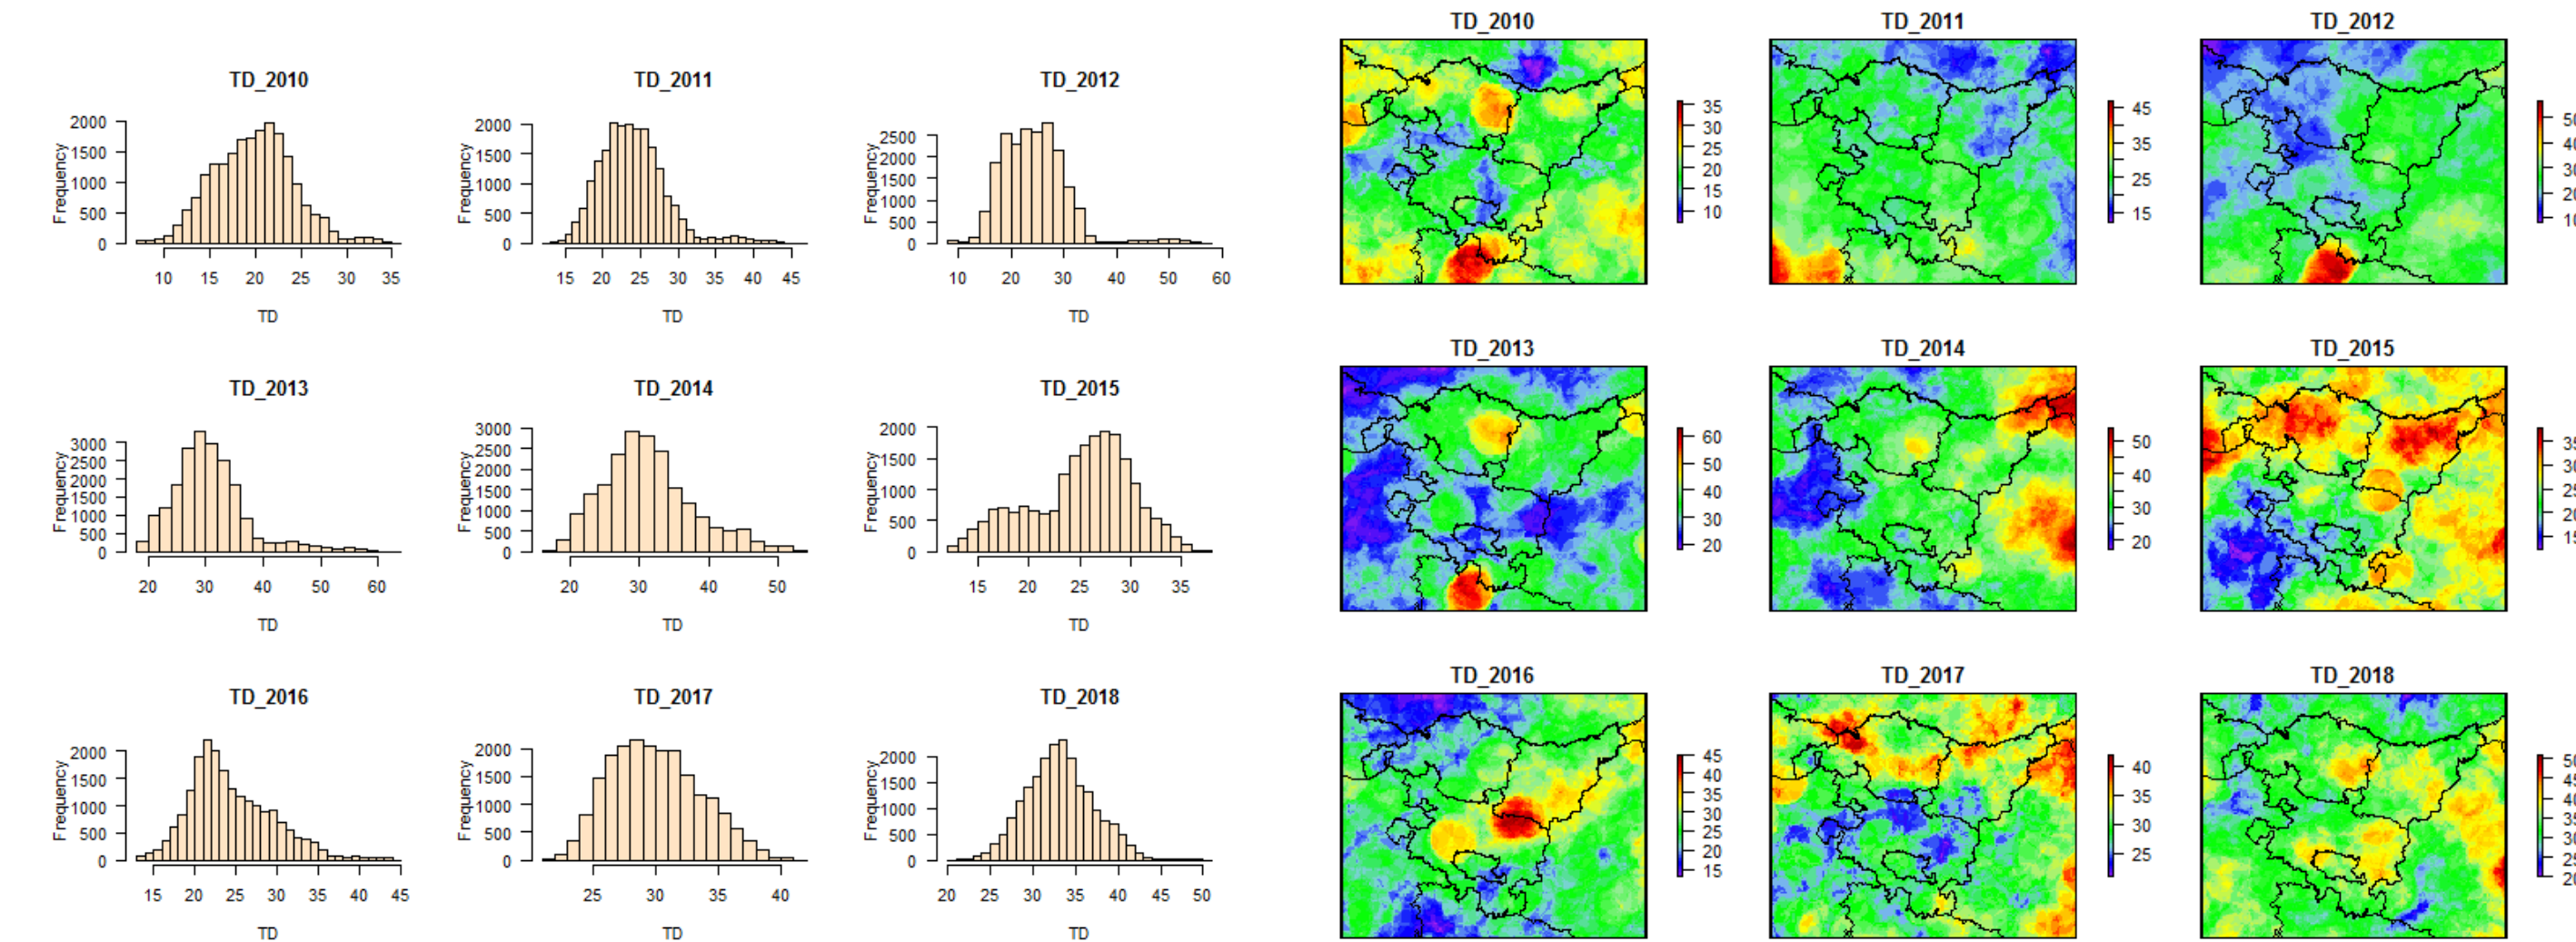 TD_2010 TD_2011 TD_2012
TD_2010 TD_2011 TD_2012
Frequency 2000 1500 1000 500 0
10 15 20 25 30 35
TD
Frequency 2000 1500 1000 500 0
15 20 25 30 35 40 45
TD
Frequency 2500 2000 1500 1000 500 0
10 20 30 40 50 60
TD
35 30 25 20 15 10
45 35 25 15
TD_2013 TD_2014 TD_2015
TD_2013 TD_2014 TD_2015
Frequency 3000 2500 2000 1500 1000 500 0
20 30 40 50 60
TD
Frequency 3000 2500 2000 1500 1000 500 0
20 30 40 50
TD
Frequency 2000 1500 1000 500 0
15 20 25 30 35
TD
60 50 40 30 20
50 40 30 20
TD_2016 TD_2017 TD_2018
TD_2016 TD_2017 TD_2018
Frequency 2000 1500 1000 500 0
15 20 25 30 35 40 45
TD
Frequency 2000 1500 1000 500 0
25 30 35 40
TD
Frequency 2000 1500 1000 500 0
20 25 30 35 40 45 50
TD
45 40 35 30 25 20 15
40 35 30 25